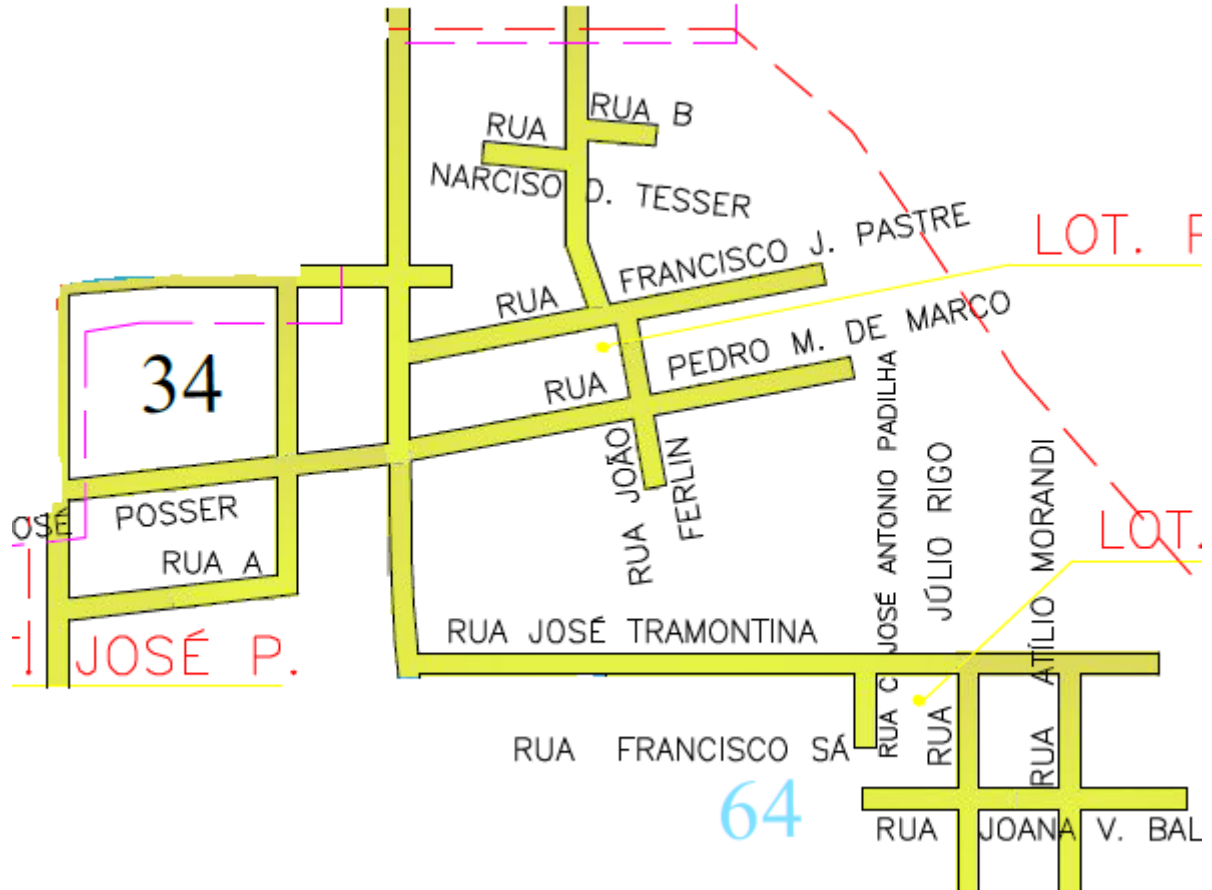 RUA B
RUA
NARCISO D. TESSER
RUA FRANCISCO J. PASTRE
LOT. F
RUA PEDRO M. DE MARCO
34
RUA JOÃO
FERLIN
OSÉ POSSER
RUA A
JOSÉ P.
LOT.
RUA JOSÉ TRAMONTINA
RUA C JOSÉ ANTONIO PADILHA
RUA JÚLIO RIGO
RUA ATÍLIO MORANDI
RUA FRANCISCO SÁ
64
RUA JOANA V. BAL